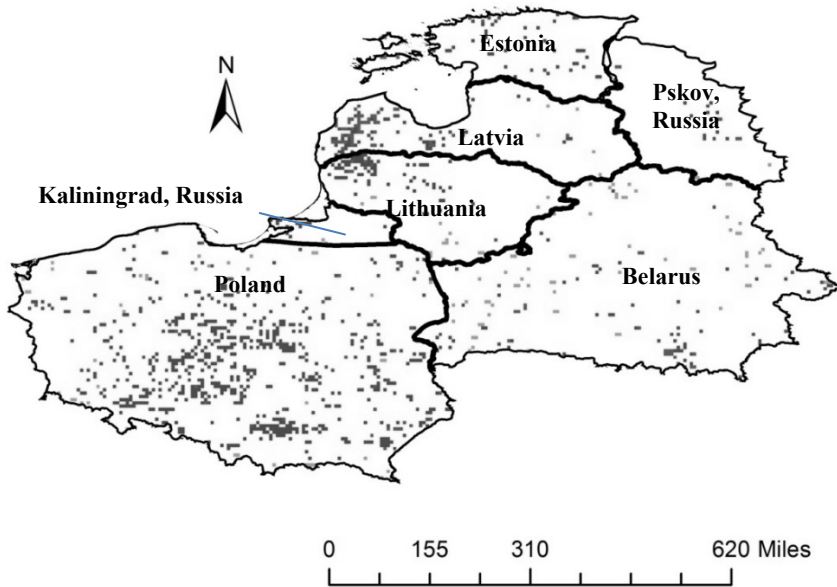 Estonia
N
Pskov,
Russia
Latvia
Kaliningrad, Russia
Lithuania
Poland
Belarus
0 155 310 620 Miles